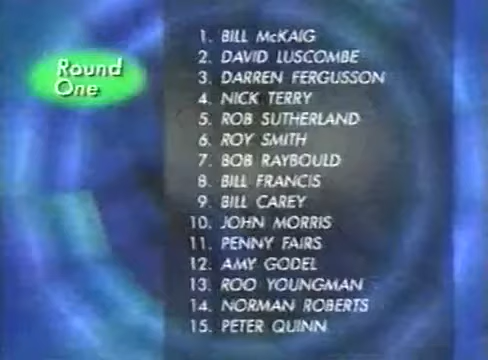 Round
One
1. BILL McKAIG
2. DAVID LUSCOMBE
3. DARREN FERGUSSON
4. NICK TERRY
5. ROB SUTHERLAND
6. ROY SMITH
7. BOB RAYBOULD
8. BILL FRANCIS
9. BILL CAREY
10. JOHN MORRIS
11. PENNY FAIRS
12. AMY GODEL
13. ROO YOUNGMAN
14. NORMAN ROBERTS
15. PETER QUINN